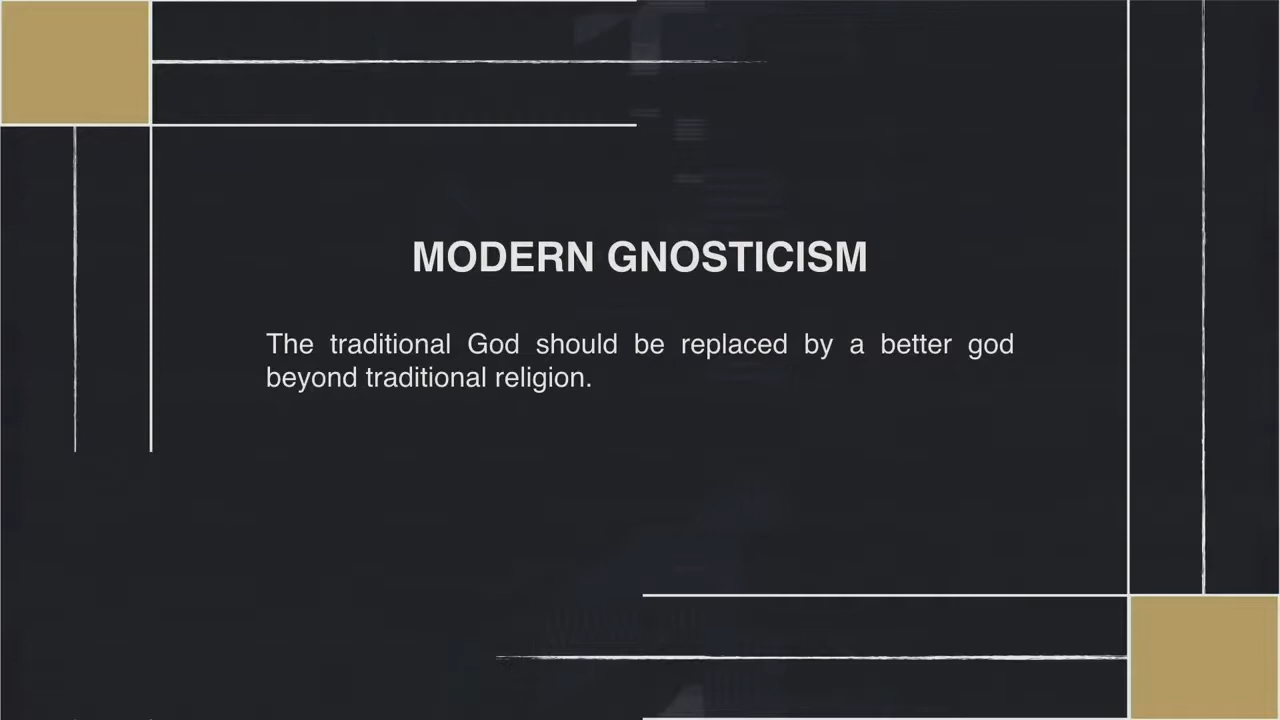 MODERN GNOSTICISM
The traditional God should be replaced by a better god
beyond traditional religion.